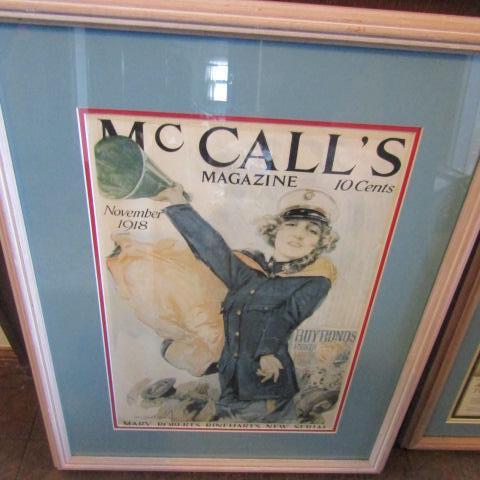 McCALL'S
MAGAZINE 10 Cents
November
1918
BUY BONDS
MARY ROBERTS RINEHART'S NEW SERIAL